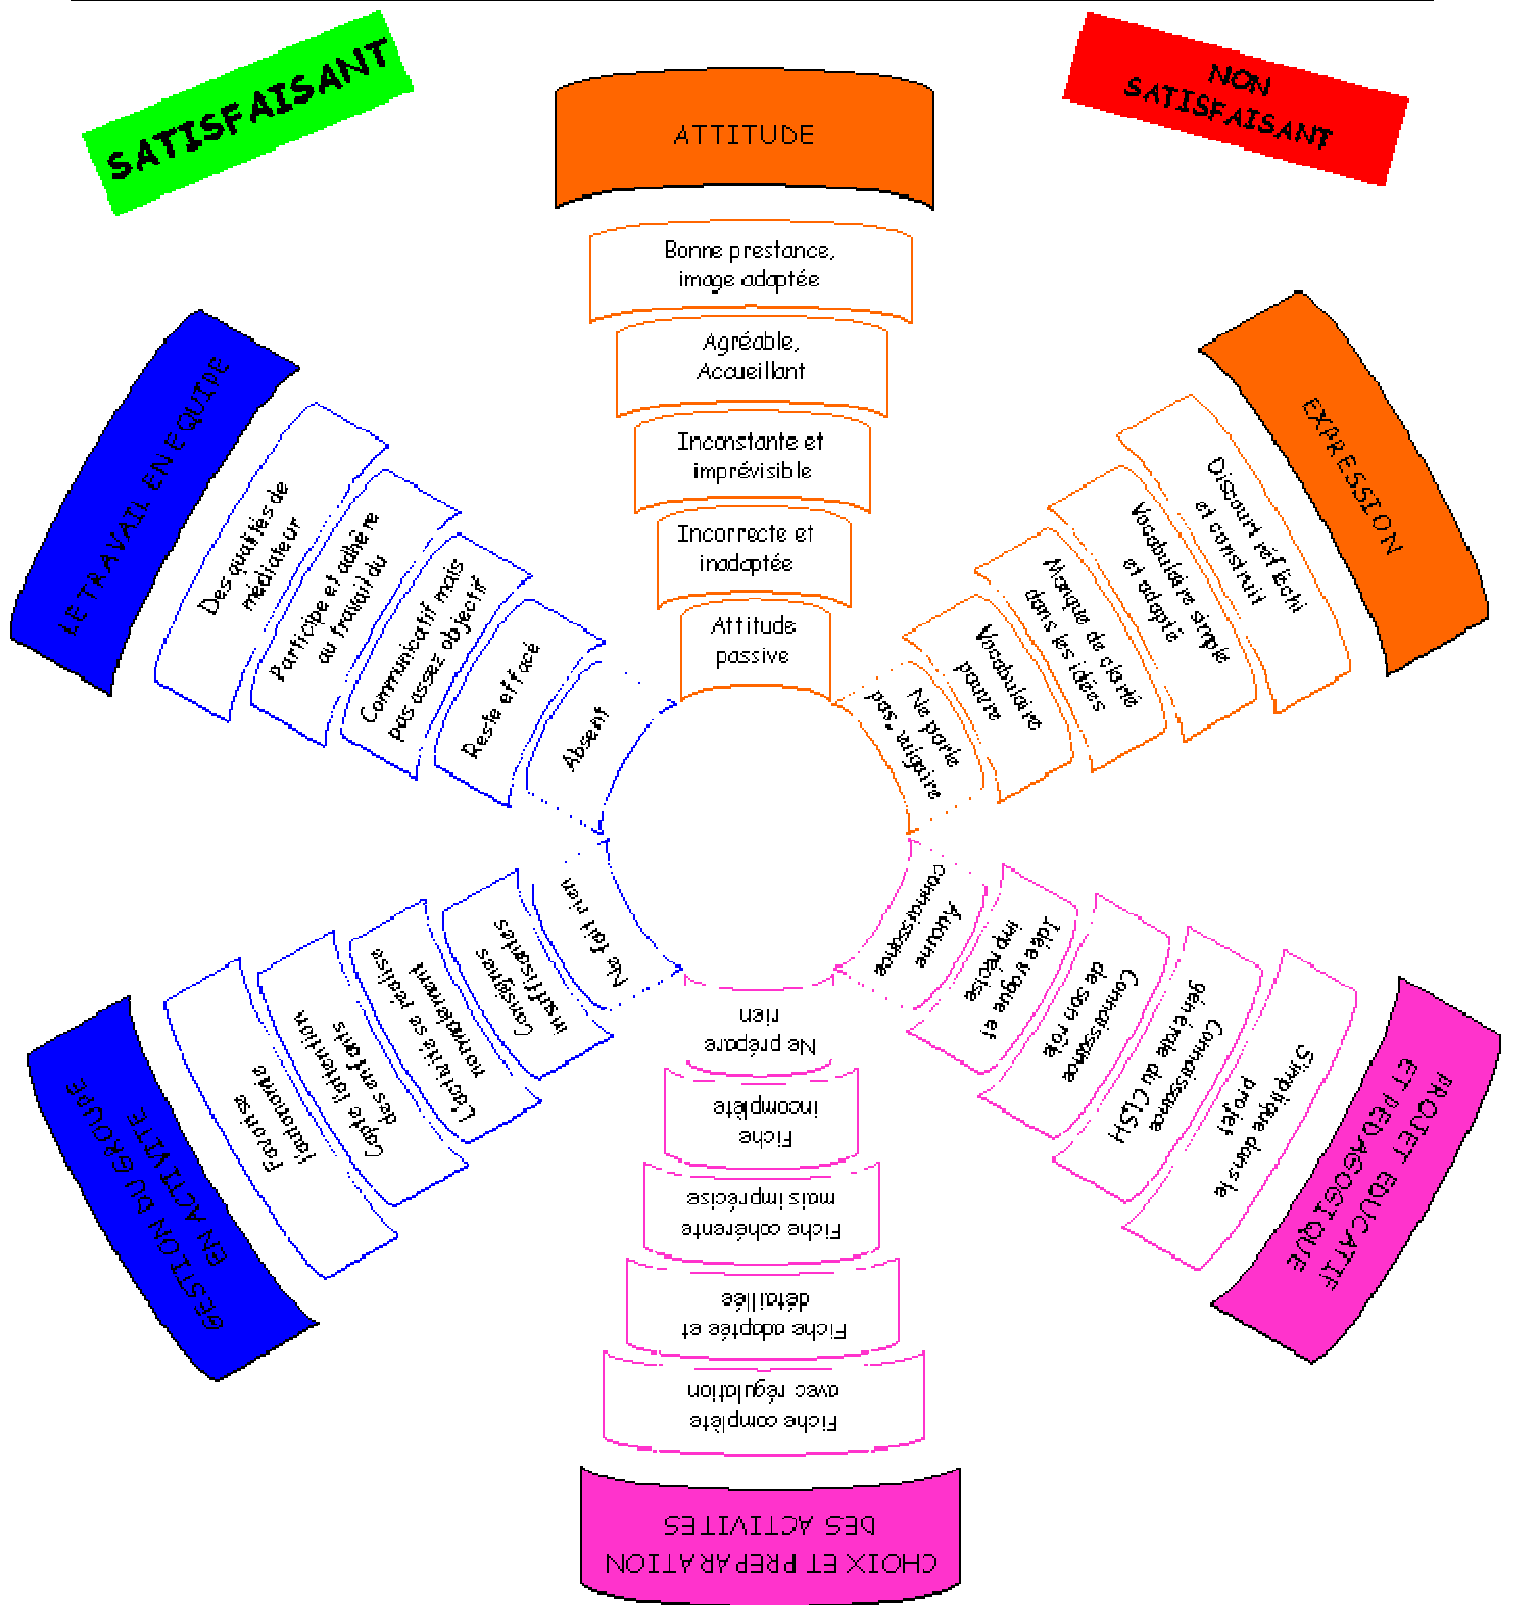 SATISFAISANT
NON
SATISFAISANT
ATTITUDE
Bonne prestance,
image adaptée
Agréable,
Accueillant
Inconstante et
imprévisible
Incorrecte et
inadaptée
Attitude
passive
EXPRESSION
Discourt réfléchi
et construit
Vocabulaire simple
et adapté
Manque de clarté
dans les idées
Vocabulaire
pauvre
Ne parle
pas, vulgaire
PROJET EDUCATIF
ET PEDAGOGIQUE
S'implique dans le
projet
Connaissance
générale du CLSH
Connaissance
de son rôle
Idée vague et
imprécise
Aucune
connaissance
CHOIX ET PREPARATION
DES ACTIVITES
Fiche complète
avec régulation
Fiche adaptée et
détaillée
Fiche cohérente
mais imprécise
Fiche
incomplète
Ne prépare
rien
GESTION DU GROUPE
EN ACTIVITE
Favorise
l'autonomie
Capte l'attention
des enfants
L'activité se réalise
normalement
Consignes
insuffisantes
Ne fait rien
LE TRAVAIL EN EQUIPE
Des qualités de
médiateur
Participe et adhère
au travail du
Communicatif mais
pas assez objectif
Reste effacé
Absent